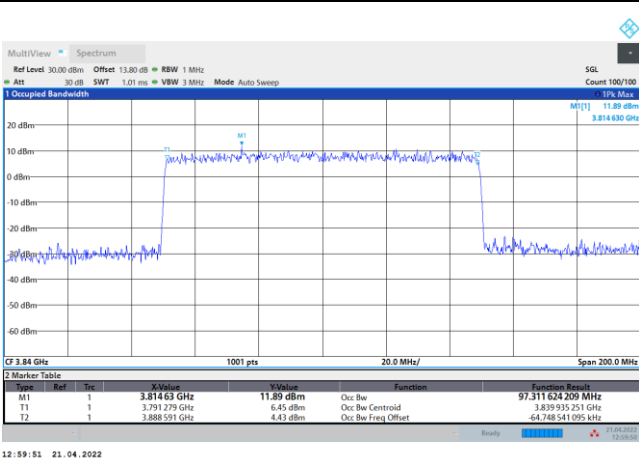 MultiView Spectrum
Ref Level 30.00 dBm Offset 13.80 dB RBW 1 MHz SGL
Att 30 dB SWT 1.01 ms VBW 3 MHz Mode Auto Sweep Count 100/100
1 Occupied Bandwidth 1Pk Max
M1[1] 11.89 dBm
3.814 630 GHz
20 dBm
M1
10 dBm
T1
T2
0 dBm
-10 dBm
-20 dBm
-30 dBm
-40 dBm
-50 dBm
-60 dBm
CF 3.84 GHz 1001 pts 20.0 MHz/ Span 200.0 MHz
2 Marker Table
Type Ref Trc X-Value Y-Value Function Function Result
M1 1 3.814 63 GHz 11.89 dBm Occ Bw 97.311 624 209 MHz
T1 1 3.791 279 GHz 6.45 dBm Occ Bw Centroid 3.839 935 251 GHz
T2 1 3.888 591 GHz 4.43 dBm Occ Bw Freq Offset -64.748 541 095 kHz
Ready 21.04.2022
12:59:50
12:59:51 21.04.2022